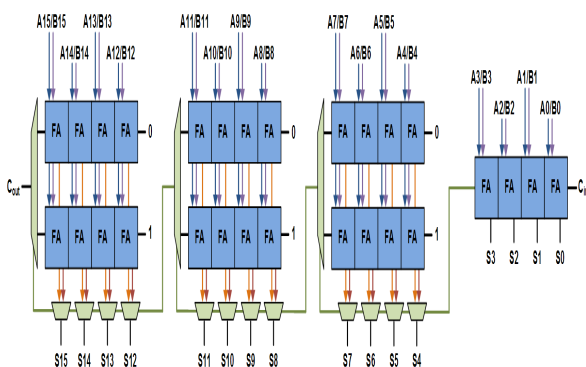 A15/B15 A13/B13 A11/B11 A9/B9 A7/B7 A5/B5
A14/B14 A12/B12 A10/B10 A8/B8 A6/B6 A4/B4
A3/B3 A1/B1
A2/B2 A0/B0
FA FA FA FA 0 FA FA FA FA 0 FA FA FA FA 0
Cout FA FA FA FA Ci
FA FA FA FA 1 FA FA FA FA 1 FA FA FA FA 1
S3 S2 S1 S0
S15 S14 S13 S12 S11 S10 S9 S8 S7 S6 S5 S4